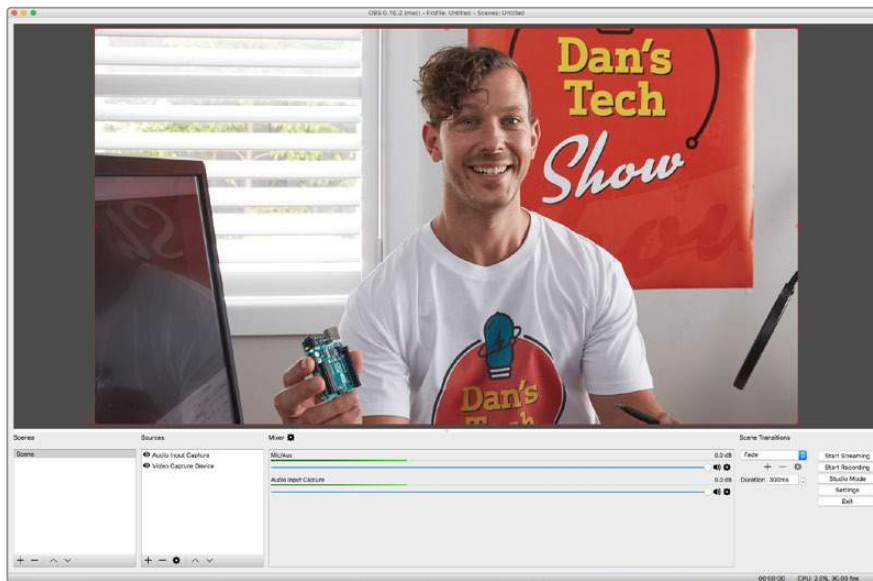 OBS 0.16.2 (mac) - Profile: Untitled - Scenes: Untitled
Dan's
Tech
Show
Dan's
Tech
Scenes
Sources
Mixer
Scene Transitions
Scene
Audio Input Capture
Video Capture Device
Mic/Aux
0.0 dB
Audio Input Capture
0.0 dB
Fade
Duration 300ms
Start Streaming
Start Recording
Studio Mode
Settings
Exit
00:00:00
CPU: 2.0%, 30.00 fps